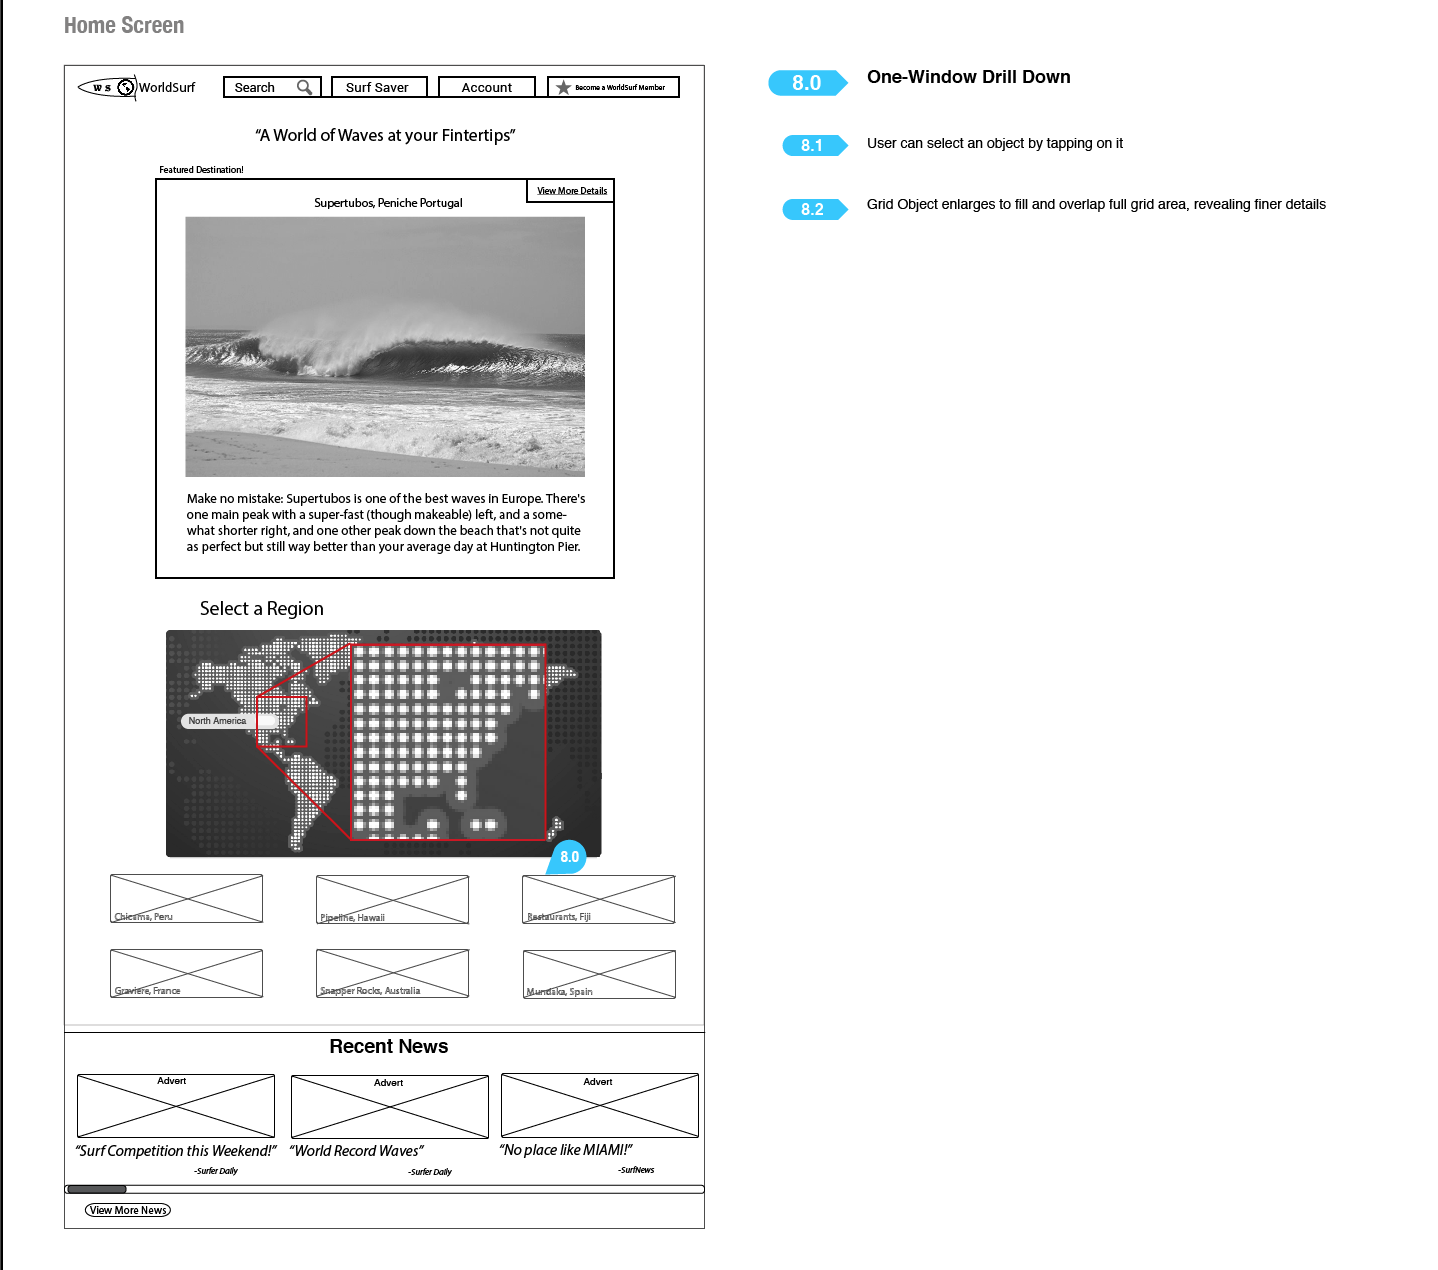 Home Screen
W S WorldSurf
Search
Surf Saver
Account
Become a WorldSurf Member
“A World of Waves at your Fintertips”
Featured Destination!
View More Details
Supertubos, Peniche Portugal
Make no mistake: Supertubos is one of the best waves in Europe. There's
one main peak with a super-fast (though makeable) left, and a some-
what shorter right, and one other peak down the beach that's not quite
as perfect but still way better than your average day at Huntington Pier.
Select a Region
North America
8.0
Chicama, Peru
Pipeline, Hawaii
Restaurants, Fiji
Graviere, France
Snapper Rocks, Australia
Mundaka, Spain
Recent News
Advert
Advert
Advert
“Surf Competition this Weekend!”
“World Record Waves”
“No place like MIAMI!”
-Surfer Daily
-Surfer Daily
-SurfNews
View More News
8.0 One-Window Drill Down
8.1 User can select an object by tapping on it
8.2 Grid Object enlarges to fill and overlap full grid area, revealing finer details